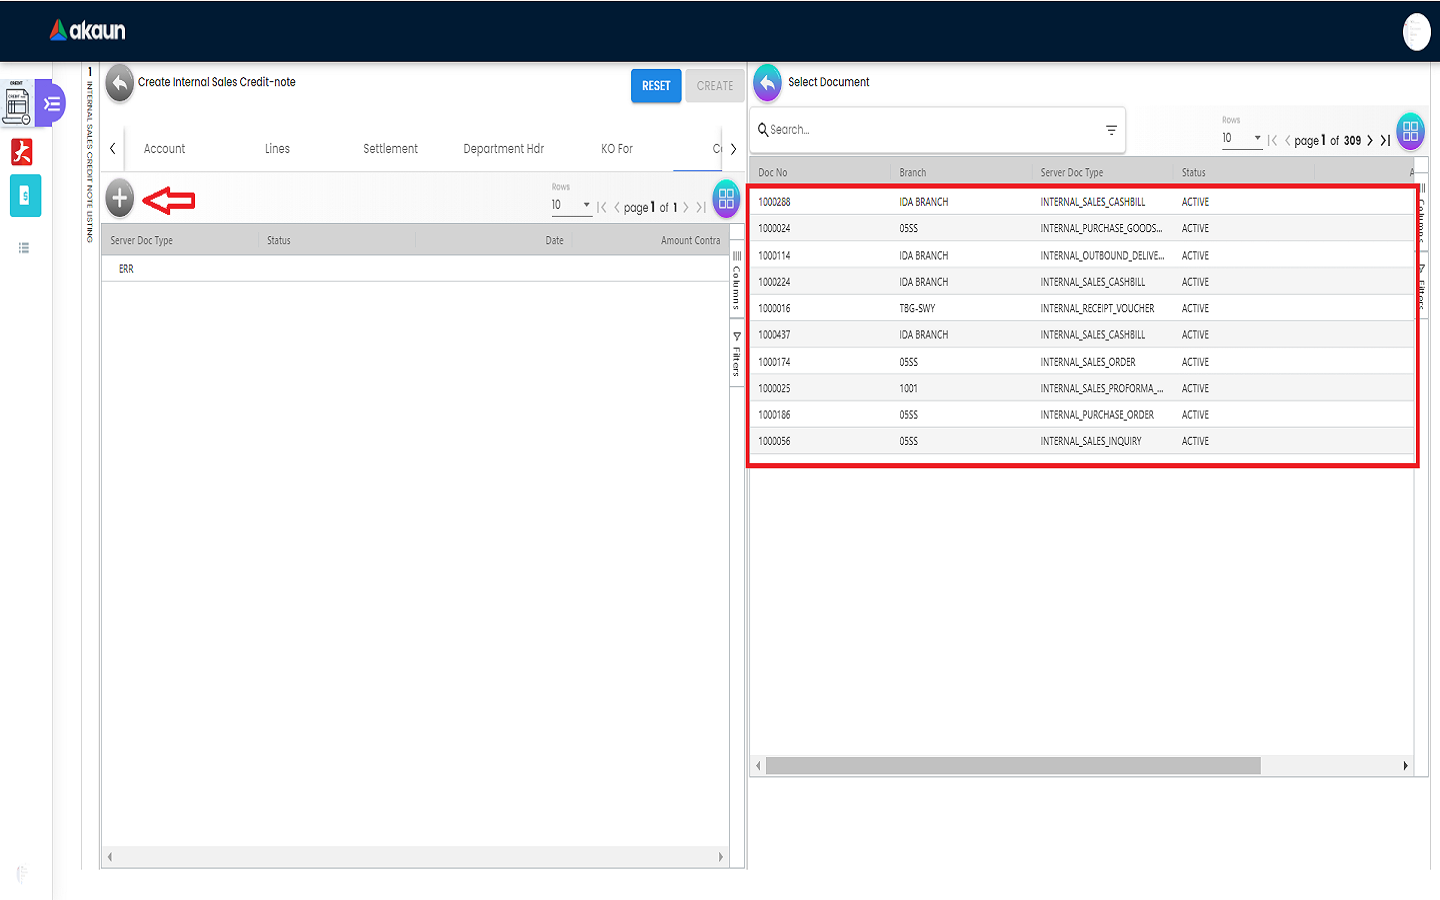 akaun
CREDIT
1 INTERNAL SALES CREDIT NOTE LISTING
Create Internal Sales Credit-note
RESET
CREATE
Account
Lines
Settlement
Department Hdr
KO For
Rows
10
page 1 of 1
Server Doc Type Status Date Amount Contra
ERR
Columns
Filters
Select Document
Search...
Rows
10
page 1 of 309
Doc No Branch Server Doc Type Status A
1000288 IDA BRANCH INTERNAL_SALES_CASHBILL ACTIVE
1000024 05SS INTERNAL_PURCHASE_GOODS... ACTIVE
1000114 IDA BRANCH INTERNAL_OUTBOUND_DELIVE... ACTIVE
1000224 IDA BRANCH INTERNAL_SALES_CASHBILL ACTIVE
1000016 TBG-SWY INTERNAL_RECEIPT_VOUCHER ACTIVE
1000437 IDA BRANCH INTERNAL_SALES_CASHBILL ACTIVE
1000174 05SS INTERNAL_SALES_ORDER ACTIVE
1000025 1001 INTERNAL_SALES_PROFORMA_... ACTIVE
1000186 05SS INTERNAL_PURCHASE_ORDER ACTIVE
1000056 05SS INTERNAL_SALES_INQUIRY ACTIVE
Columns
Filters